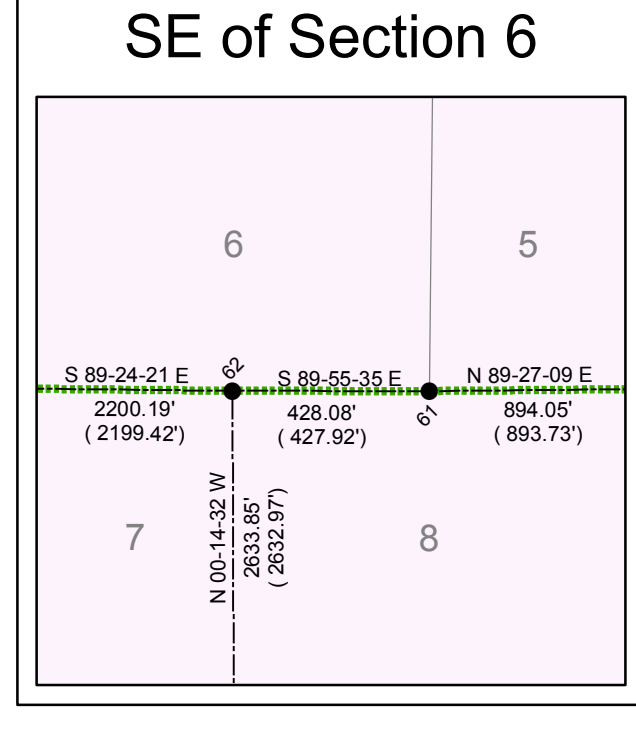 SE of Section 6
6
5
S 89-24-21 E
62
S 89-55-35 E
N 89-27-09 E
2200.19'
( 2199.42')
428.08'
( 427.92')
61
894.05'
( 893.73')
7
N 00-14-32 W
2633.85'
( 2632.97')
8